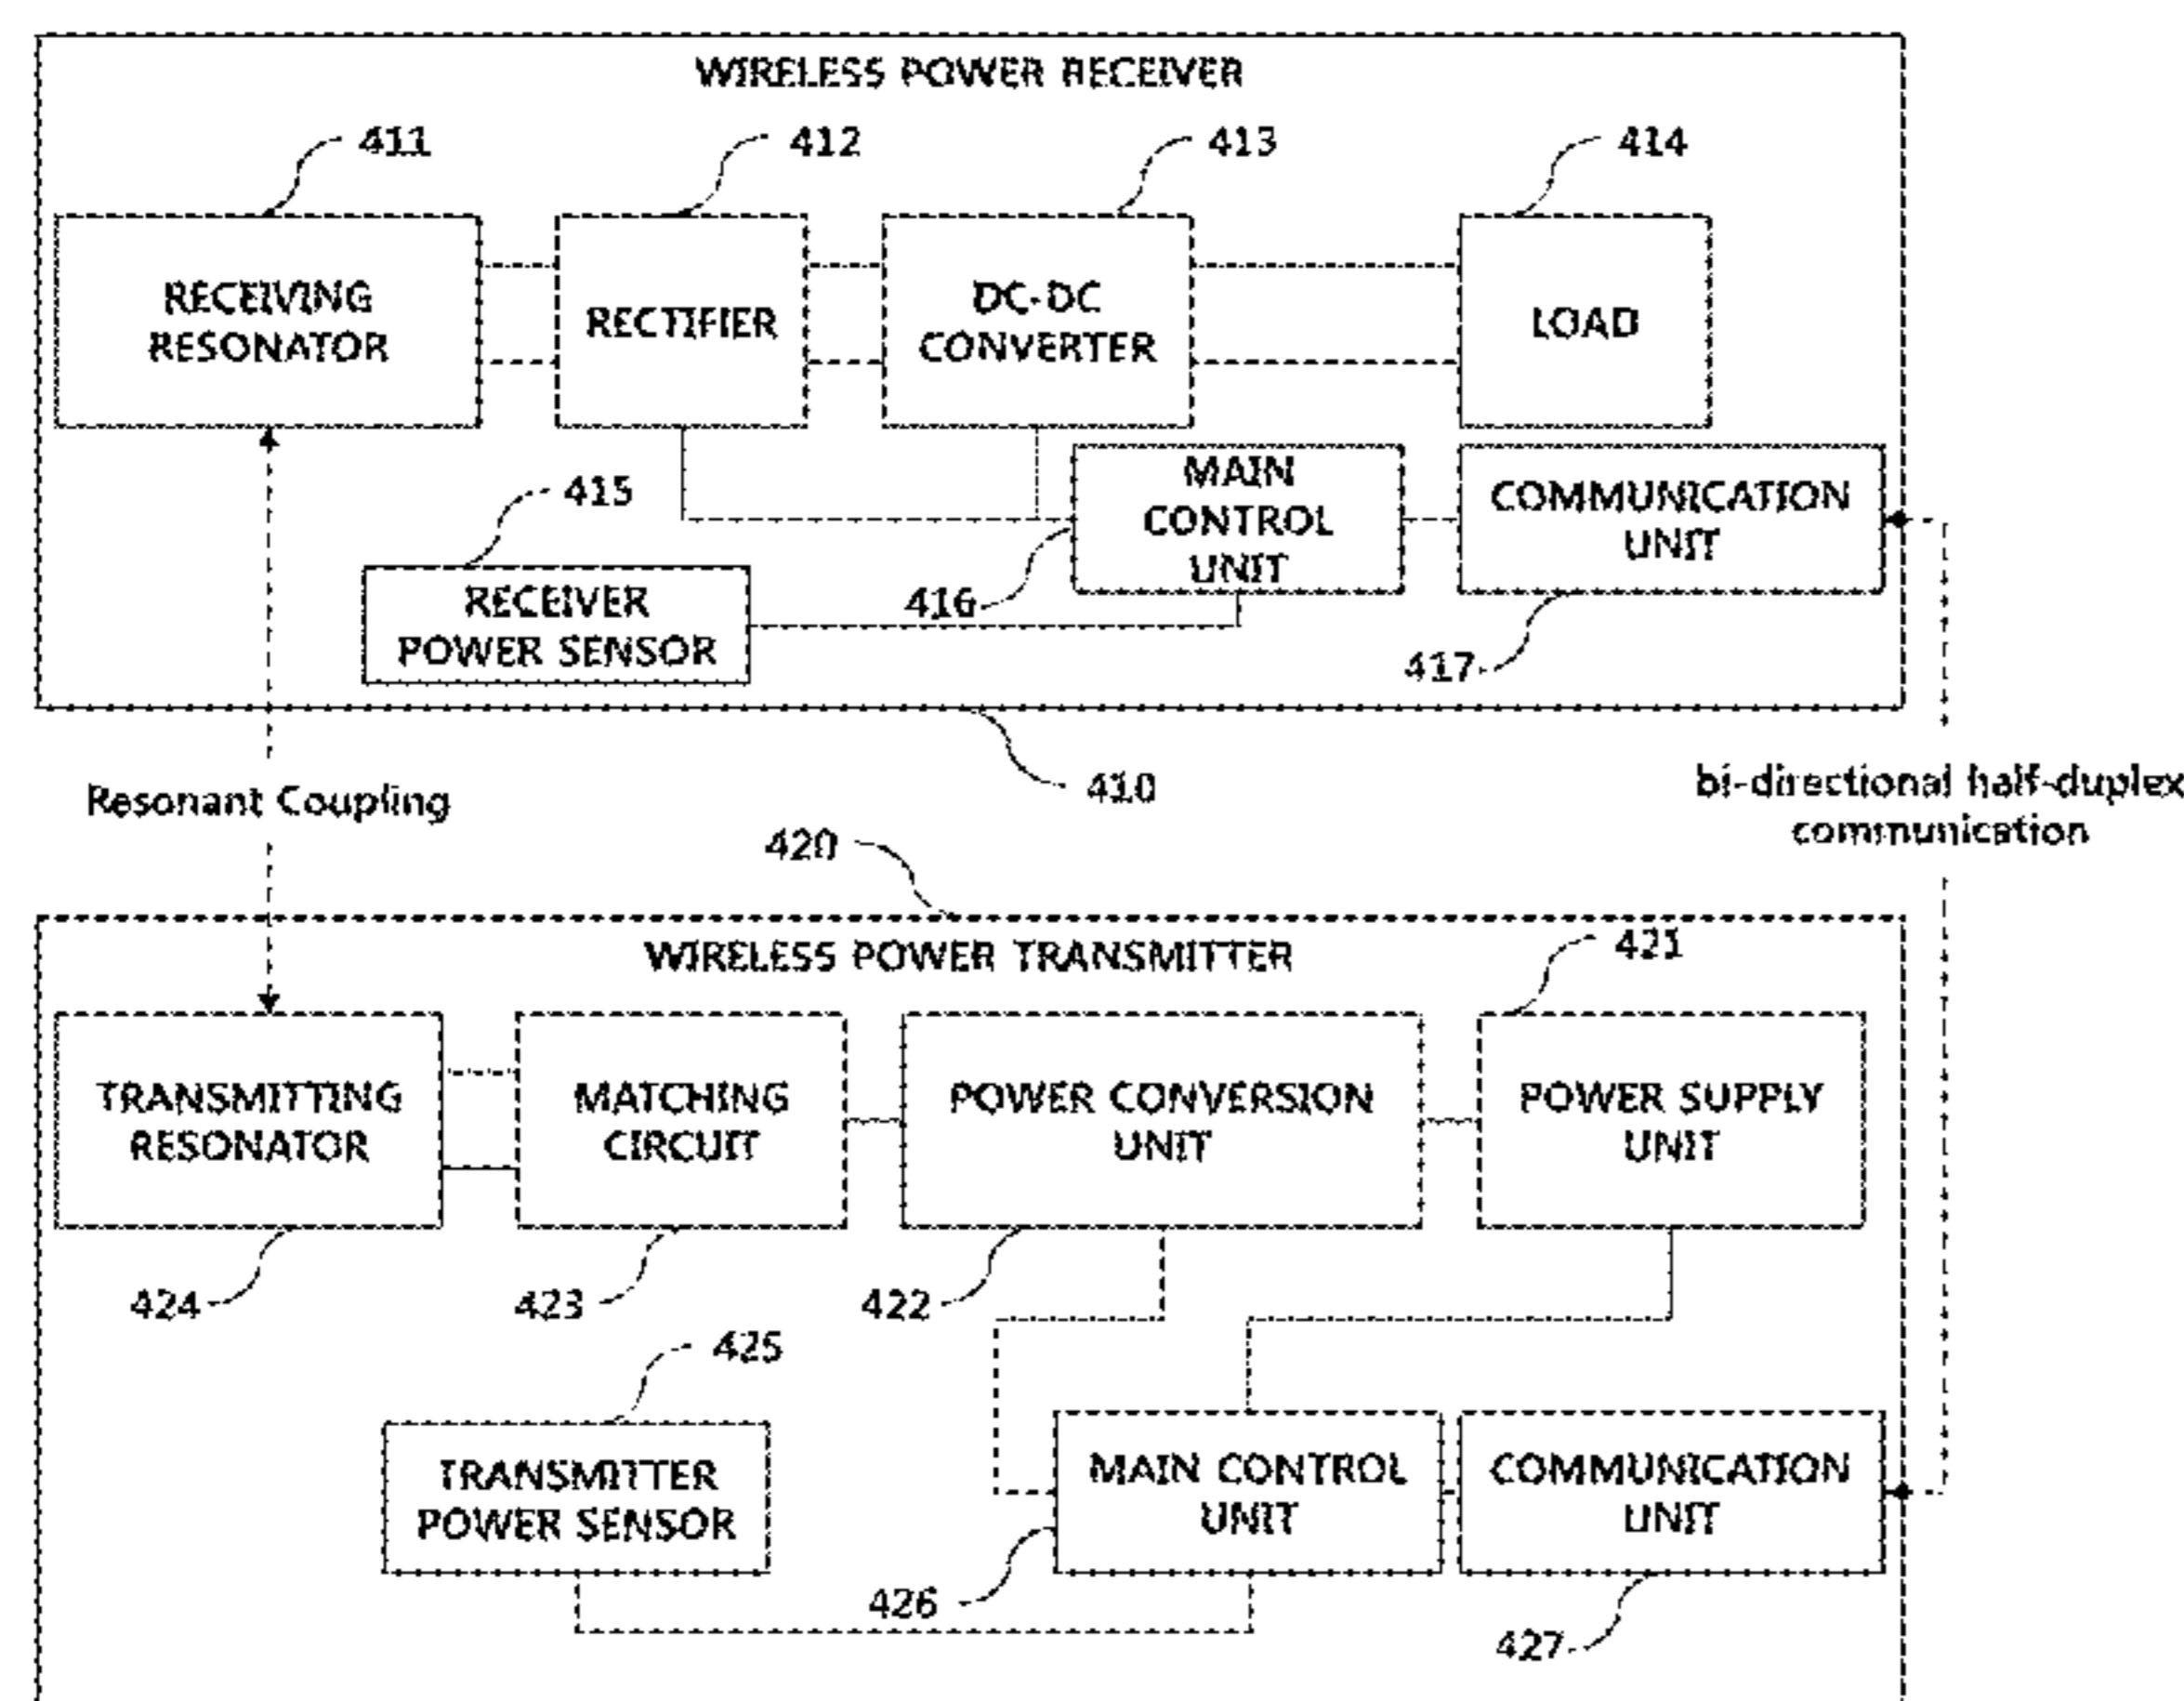 WIRELESS POWER RECEIVER
411
412
413
414
RECEIVING
RESONATOR
RECTIFIER
DC-DC
CONVERTER
LOAD
415
MAIN
CONTROL
UNIT
COMMUNICATION
UNIT
416
RECEIVER
POWER SENSOR
417
410
Resonant Coupling
bi-directional half-duplex
communication
420
WIRELESS POWER TRANSMITTER
421
TRANSMITTING
RESONATOR
MATCHING
CIRCUIT
POWER CONVERSION
UNIT
POWER SUPPLY
UNIT
424
423
422
425
TRANSMITTER
POWER SENSOR
MAIN CONTROL
UNIT
COMMUNICATION
UNIT
426
427